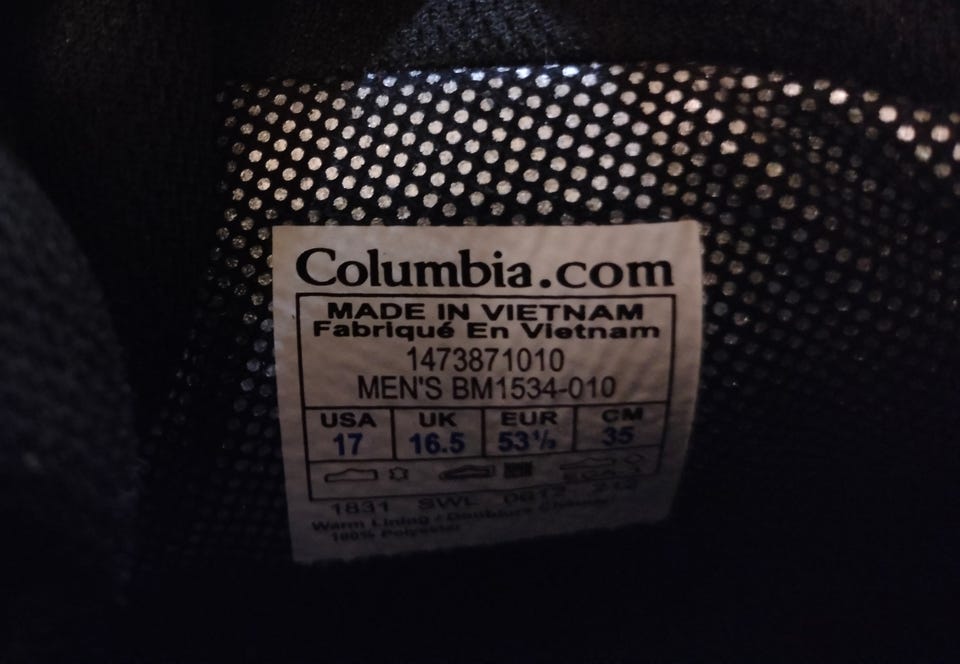 Columbia.com
MADE IN VIETNAM
Fabriqué En Vietnam
1473871010
MEN'S BM1534-010
USA UK EUR CM
17 16.5 53⅓ 35
1831 SWL
Warm Lining / Doublure
100% Polyester